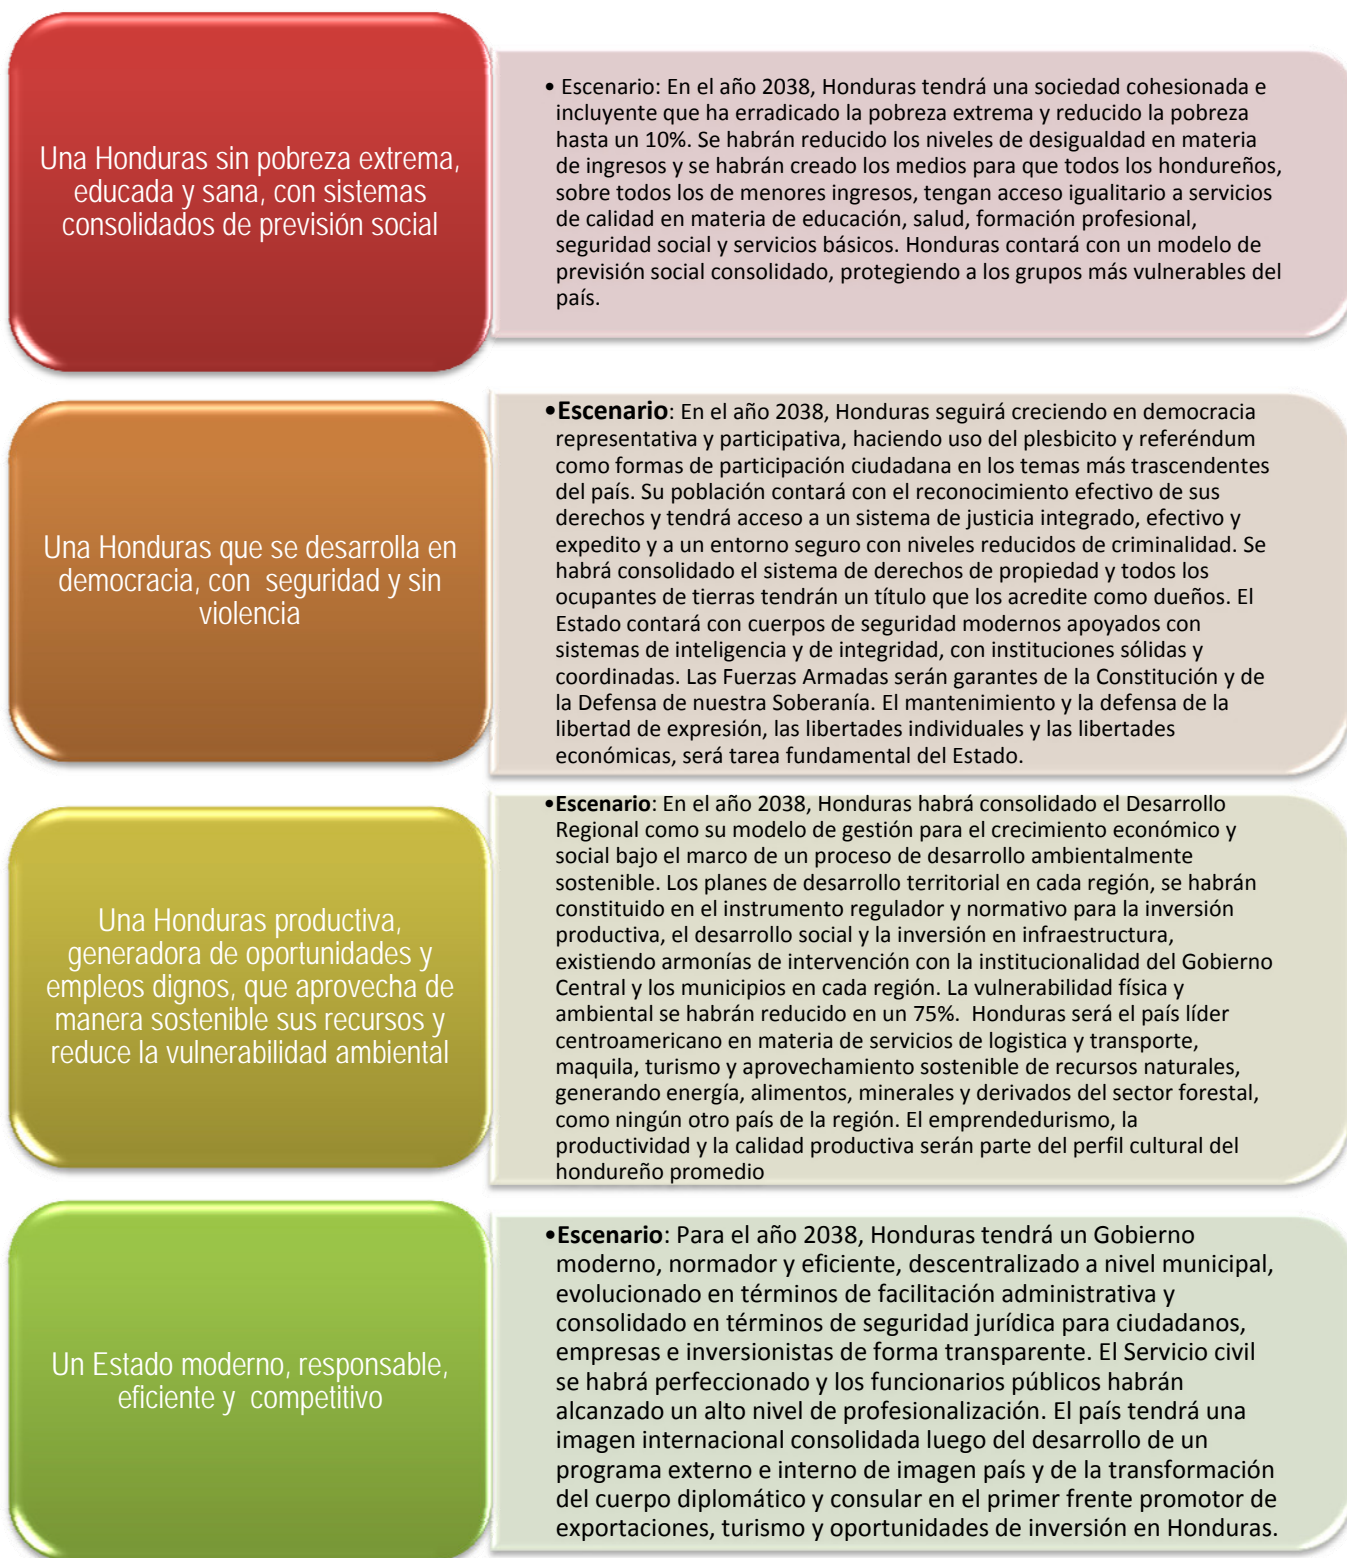 Una Honduras sin pobreza extrema,
educada y sana, con sistemas
consolidados de previsión social
• Escenario: En el año 2038, Honduras tendrá una sociedad cohesionada e
incluyente que ha erradicado la pobreza extrema y reducido la pobreza
hasta un 10%. Se habrán reducido los niveles de desigualdad en materia
de ingresos y se habrán creado los medios para que todos los hondureños,
sobre todos los de menores ingresos, tengan acceso igualitario a servicios
de calidad en materia de educación, salud, formación profesional,
seguridad social y servicios básicos. Honduras contará con un modelo de
previsión social consolidado, protegiendo a los grupos más vulnerables del
país.
Una Honduras que se desarrolla en
democracia, con seguridad y sin
violencia
•Escenario: En el año 2038, Honduras seguirá creciendo en democracia
representativa y participativa, haciendo uso del plesbicito y referéndum
como formas de participación ciudadana en los temas más trascendentes
del país. Su población contará con el reconocimiento efectivo de sus
derechos y tendrá acceso a un sistema de justicia integrado, efectivo y
expedito y a un entorno seguro con niveles reducidos de criminalidad. Se
habrá consolidado el sistema de derechos de propiedad y todos los
ocupantes de tierras tendrán un título que los acredite como dueños. El
Estado contará con cuerpos de seguridad modernos apoyados con
sistemas de inteligencia y de integridad, con instituciones sólidas y
coordinadas. Las Fuerzas Armadas serán garantes de la Constitución y de
la Defensa de nuestra Soberanía. El mantenimiento y la defensa de la
libertad de expresión, las libertades individuales y las libertades
económicas, será tarea fundamental del Estado.
Una Honduras productiva,
generadora de oportunidades y
empleos dignos, que aprovecha de
manera sostenible sus recursos y
reduce la vulnerabilidad ambiental
•Escenario: En el año 2038, Honduras habrá consolidado el Desarrollo
Regional como su modelo de gestión para el crecimiento económico y
social bajo el marco de un proceso de desarrollo ambientalmente
sostenible. Los planes de desarrollo territorial en cada región, se habrán
constituido en el instrumento regulador y normativo para la inversión
productiva, el desarrollo social y la inversión en infraestructura,
existiendo armonías de intervención con la institucionalidad del Gobierno
Central y los municipios en cada región. La vulnerabilidad física y
ambiental se habrán reducido en un 75%. Honduras será el país líder
centroamericano en materia de servicios de logistica y transporte,
maquila, turismo y aprovechamiento sostenible de recursos naturales,
generando energía, alimentos, minerales y derivados del sector forestal,
como ningún otro país de la región. El emprendedurismo, la
productividad y la calidad productiva serán parte del perfil cultural del
hondureño promedio
Un Estado moderno, responsable,
eficiente y competitivo
•Escenario: Para el año 2038, Honduras tendrá un Gobierno
moderno, normador y eficiente, descentralizado a nivel municipal,
evolucionado en términos de facilitación administrativa y
consolidado en términos de seguridad jurídica para ciudadanos,
empresas e inversionistas de forma transparente. El Servicio civil
se habrá perfeccionado y los funcionarios públicos habrán
alcanzado un alto nivel de profesionalización. El país tendrá una
imagen internacional consolidada luego del desarrollo de un
programa externo e interno de imagen país y de la transformación
del cuerpo diplomático y consular en el primer frente promotor de
exportaciones, turismo y oportunidades de inversión en Honduras.